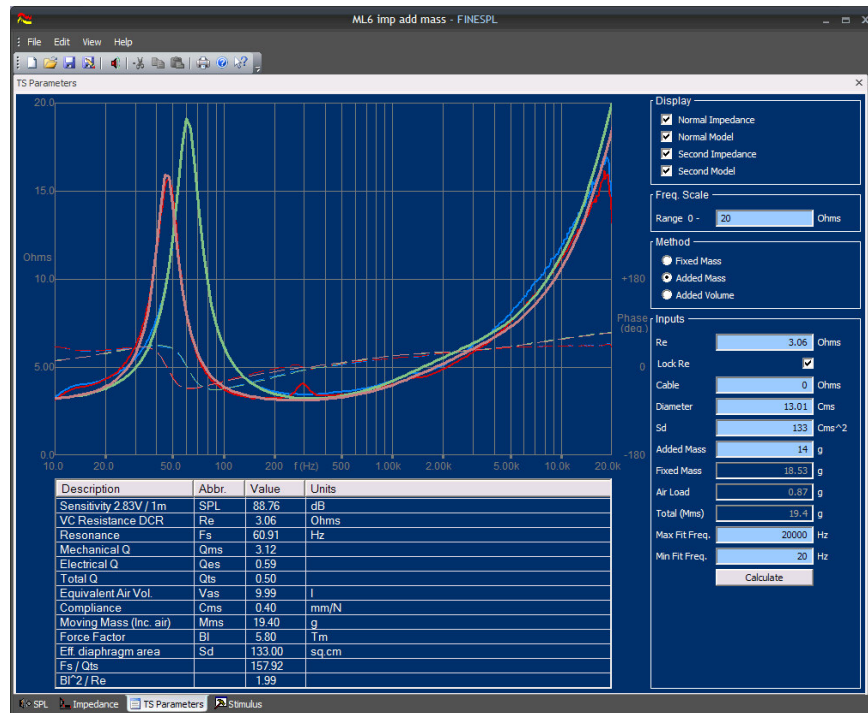 ML6 imp add mass - FINESPL
File Edit View Help
TS Parameters
20.0
15.0
Ohms
10.0
+180
Phase
(deg.)
5.00
0
0.0
-180
10.0 20.0 50.0 100 200 f (Hz) 500 1.00k 2.00k 5.00k 10.0k 20.0k
Description Abbr. Value Units
Sensitivity 2.83V / 1m SPL 88.76 dB
VC Resistance DCR Re 3.06 Ohms
Resonance Fs 60.91 Hz
Mechanical Q Qms 3.12
Electrical Q Qes 0.59
Total Q Qts 0.50
Equivalent Air Vol. Vas 9.99 l
Compliance Cms 0.40 mm/N
Moving Mass (Inc. air) Mms 19.40 g
Force Factor Bl 5.80 Tm
Eff. diaphragm area Sd 133.00 sq.cm
Fs / Qts 157.92
Bl^2 / Re 1.99
Display
Normal Impedance
Normal Model
Second Impedance
Second Model
Freq. Scale
Range 0 - 20 Ohms
Method
Fixed Mass
Added Mass
Added Volume
Inputs
Re 3.06 Ohms
Lock Re
Cable 0 Ohms
Diameter 13.01 Cms
Sd 133 Cms^2
Added Mass 14 g
Fixed Mass 18.53 g
Air Load 0.87 g
Total (Mms) 19.4 g
Max Fit Freq. 20000 Hz
Min Fit Freq. 20 Hz
Calculate
SPL Impedance TS Parameters Stimulus